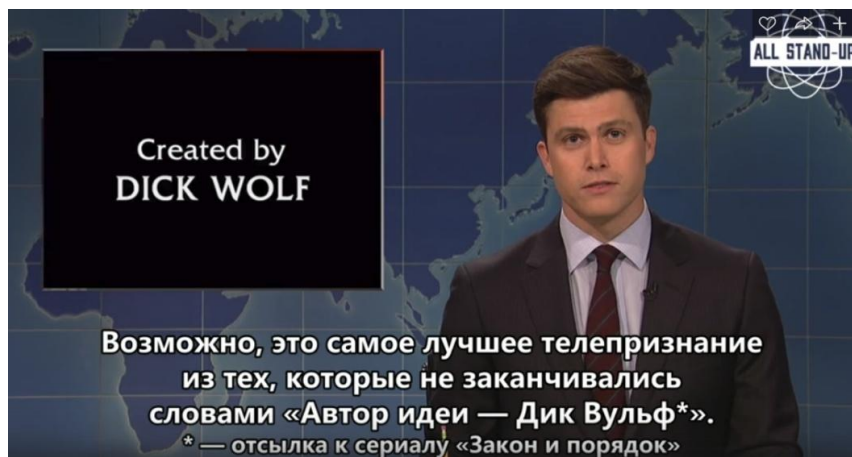 ALL STAND-UP
Created by
DICK WOLF
Возможно, это самое лучшее телепризнание
из тех, которые не заканчивались
словами «Автор идеи — Дик Вульф*».
* — отсылка к сериалу «Закон и порядок»